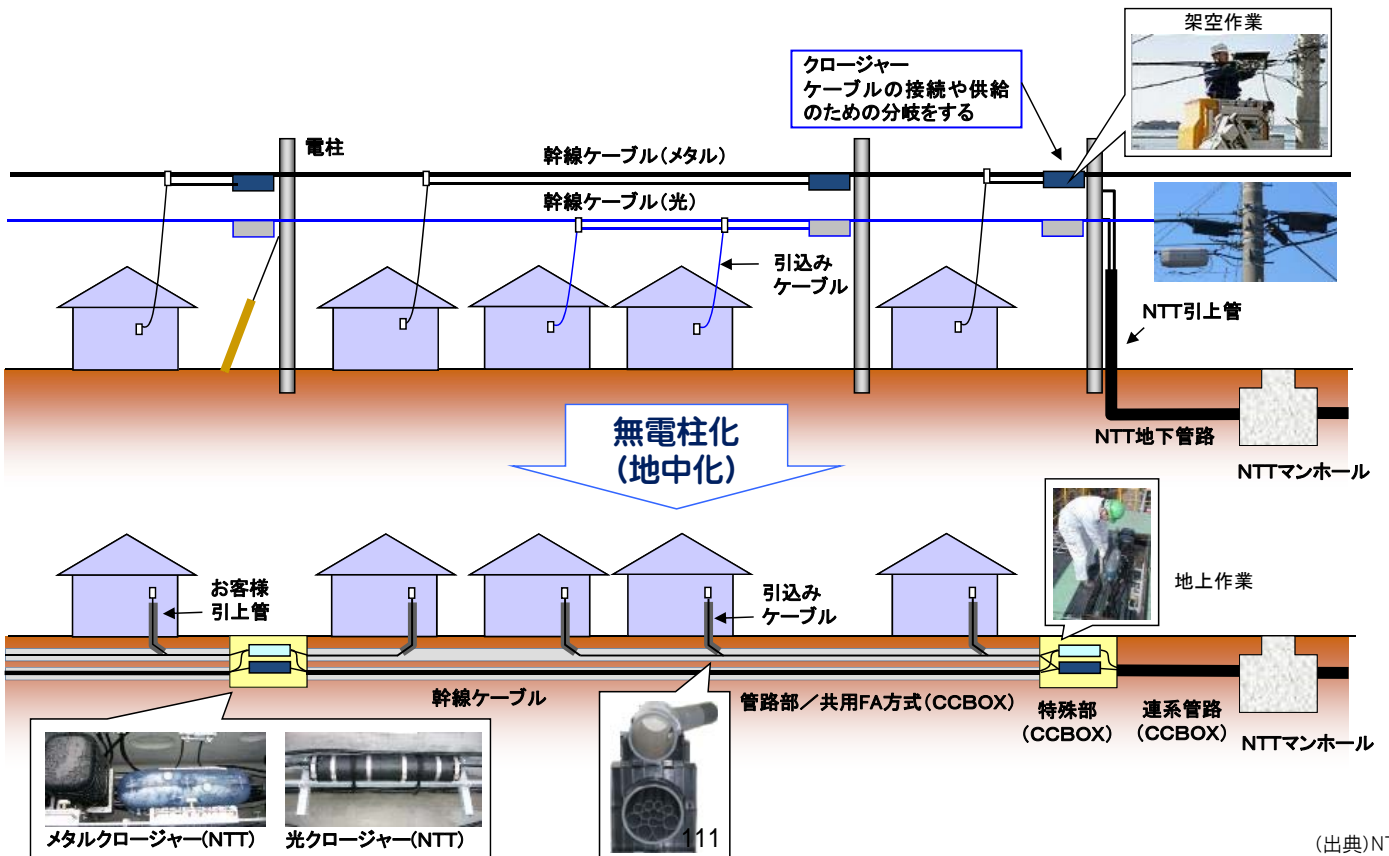 架空作業
クロージャー
ケーブルの接続や供給
のための分岐をする
電柱
幹線ケーブル(メタル)
幹線ケーブル(光)
引込み
ケーブル
NTT引上管
無電柱化
(地中化)
NTT地下管路
NTTマンホール
地上作業
お客様
引上管
引込み
ケーブル
幹線ケーブル
管路部/共用FA方式(CCBOX)
特殊部
(CCBOX)
連系管路
(CCBOX)
NTTマンホール
メタルクロージャー(NTT)
光クロージャー(NTT)
111
(出典)NT